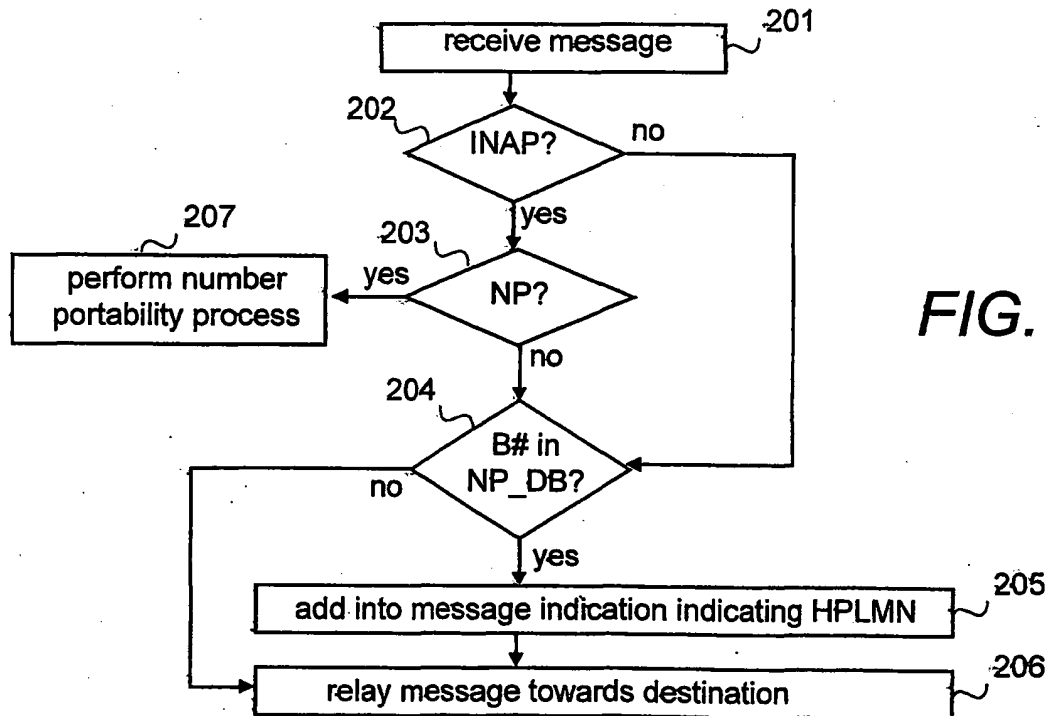 receive message
201
202
INAP?
no
yes
207
203
perform number
portability process
yes
NP?
FIG.
no
204
B# in
NP_DB?
no
yes
205
add into message indication indicating HPLMN
206
relay message towards destination